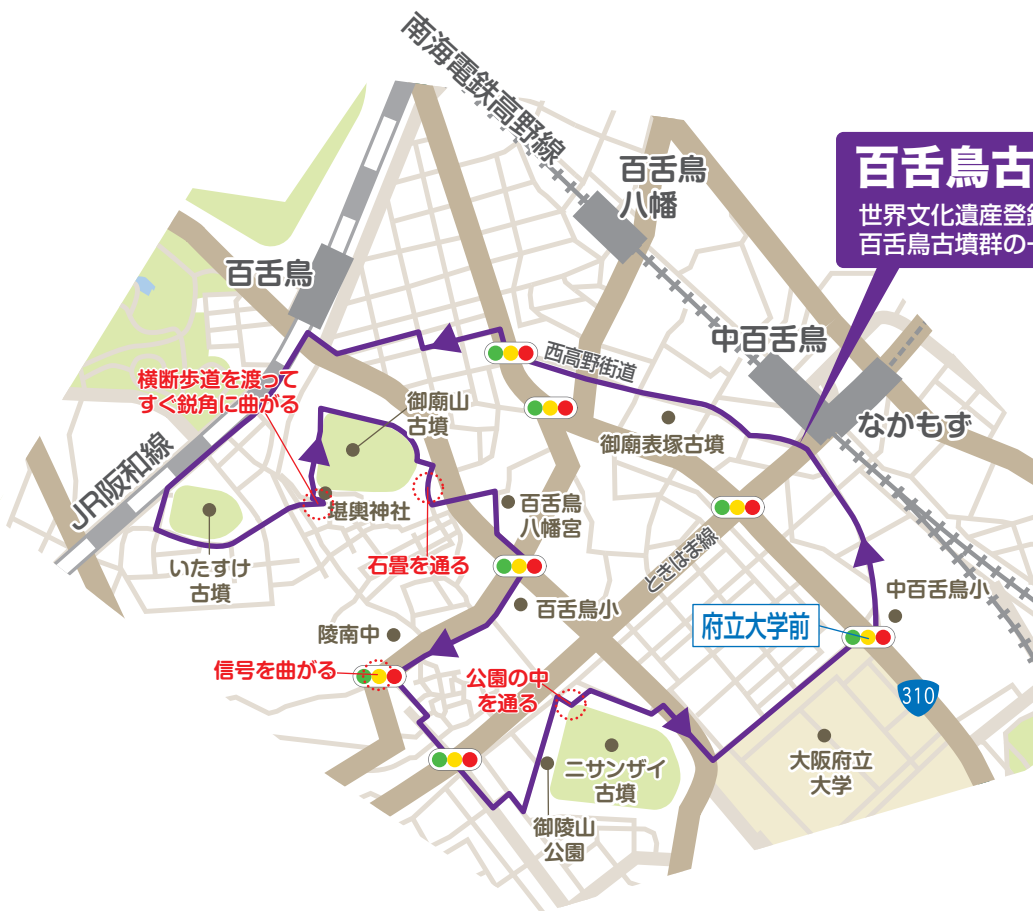 南海電鉄高野線
百舌鳥
八幡
百舌鳥古
世界文化遺産登録
百舌鳥古墳群の
百舌鳥
中百舌鳥
なかもず
西高野街道
横断歩道を渡って
すぐ鋭角に曲がる
御廟山
古墳
御廟表塚古墳
JR阪和線
堪輿神社
百舌鳥
八幡宮
いたすけ
古墳
石畳を通る
ときはま線
百舌鳥小
中百舌鳥小
府立大学前
陵南中
信号を曲がる
公園の中
を通る
310
ニサンザイ
古墳
大阪府立
大学
御陵山
公園